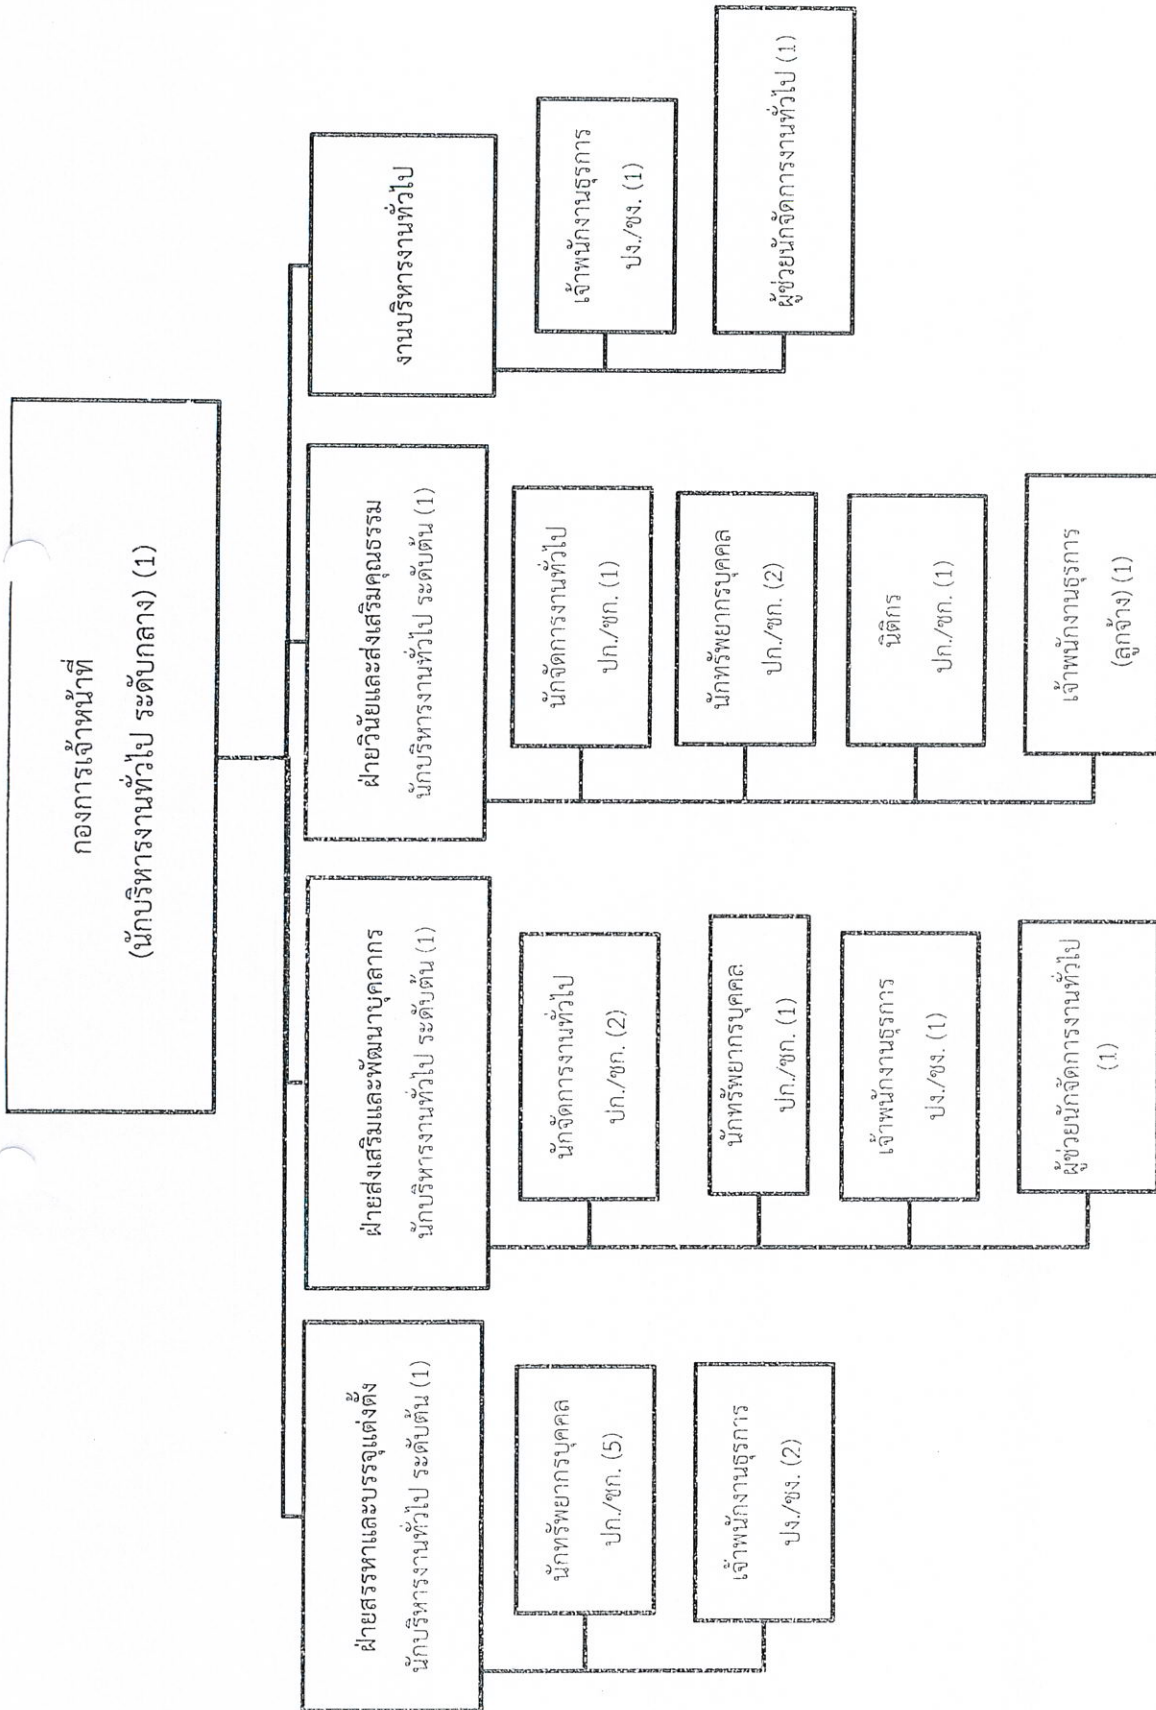 กองการเจ้าหน้าที่
(นักบริหารงานทั่วไป ระดับกลาง) (1)
ฝ่ายสรรหาและบรรจุแต่งตั้ง
นักบริหารงานทั่วไป ระดับต้น (1)
นักทรัพยากรบุคคล
ปก./ชก. (5)
เจ้าพนักงานธุรการ
ปง./ชง. (2)
ฝ่ายส่งเสริมและพัฒนาบุคลากร
นักบริหารงานทั่วไป ระดับต้น (1)
นักจัดการงานทั่วไป
ปก./ชก. (2)
นักทรัพยากรบุคคล
ปก./ชก. (1)
เจ้าพนักงานธุรการ
ปง./ชง. (1)
ผู้ช่วยนักจัดการงานทั่วไป
(1)
ฝ่ายวินัยและส่งเสริมคุณธรรม
นักบริหารงานทั่วไป ระดับต้น (1)
นักจัดการงานทั่วไป
ปก./ชก. (1)
นักทรัพยากรบุคคล
ปก./ชก. (2)
นิติกร
ปก./ชก. (1)
เจ้าพนักงานธุรการ
(ลูกจ้าง) (1)
งานบริหารงานทั่วไป
เจ้าพนักงานธุรการ
ปง./ชง. (1)
ผู้ช่วยนักจัดการงานทั่วไป (1)